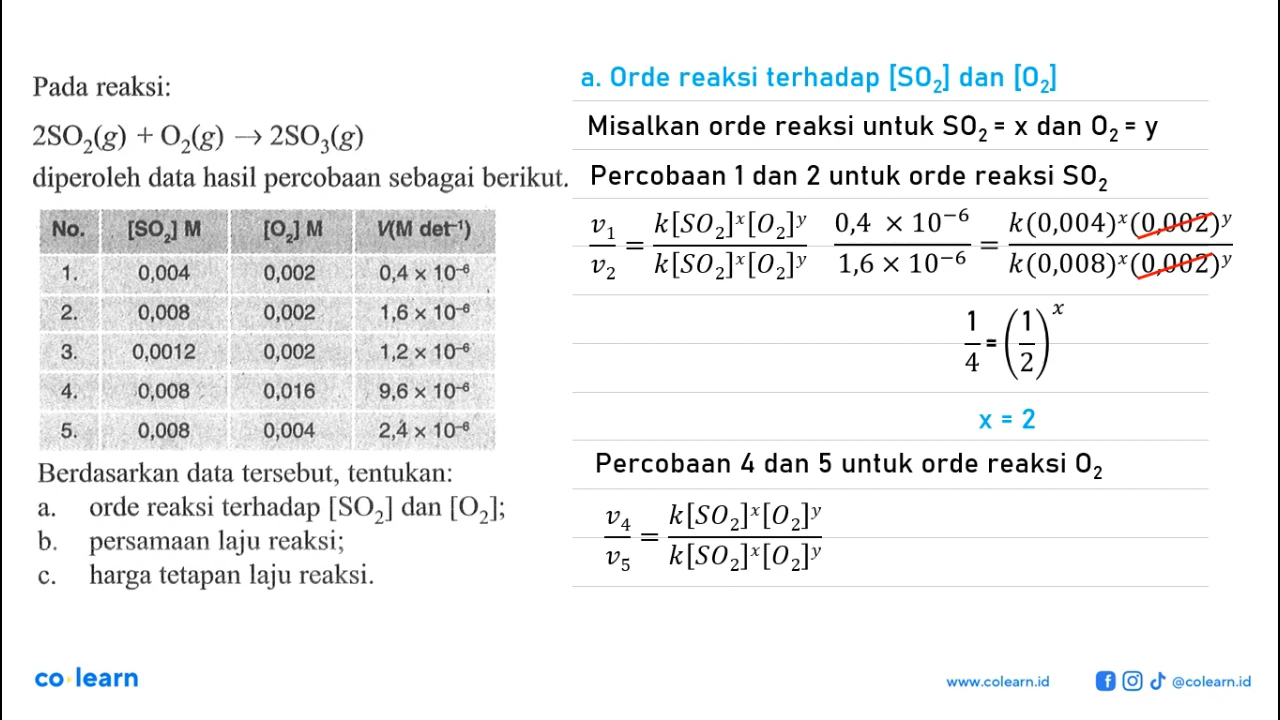 Pada reaksi:
2SO₂(g) + O₂(g) → 2SO₃(g)
diperoleh data hasil percobaan sebagai berikut.
No. [SO₂] M [O₂] M V(M det⁻¹)
1. 0,004 0,002 0,4 × 10⁻⁶
2. 0,008 0,002 1,6 × 10⁻⁶
3. 0,0012 0,002 1,2 × 10⁻⁶
4. 0,008 0,016 9,6 × 10⁻⁶
5. 0,008 0,004 2,4 × 10⁻⁶
Berdasarkan data tersebut, tentukan:
a. orde reaksi terhadap [SO₂] dan [O₂];
b. persamaan laju reaksi;
c. harga tetapan laju reaksi.
a. Orde reaksi terhadap [SO₂] dan [O₂]
Misalkan orde reaksi untuk SO₂ = x dan O₂ = y
Percobaan 1 dan 2 untuk orde reaksi SO₂
v₁/v₂ = k[SO₂]ˣ[O₂]ʸ / k[SO₂]ˣ[O₂]ʸ 0,4 × 10⁻⁶ / 1,6 × 10⁻⁶ = k(0,004)ˣ(0,002)ʸ / k(0,008)ˣ(0,002)ʸ
1/4 = (1/2)ˣ
x = 2
Percobaan 4 dan 5 untuk orde reaksi O₂
v₄/v₅ = k[SO₂]ˣ[O₂]ʸ / k[SO₂]ˣ[O₂]ʸ
co learn
www.colearn.id
@colearn.id